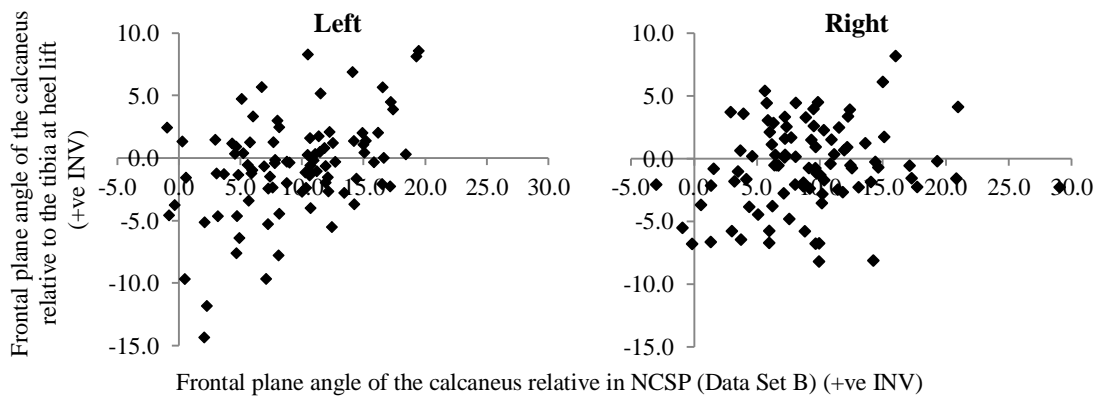 Frontal plane angle of the calcaneus
relative to the tibia at heel lift
(+ve INV)
Left
10.0
5.0
0.0
-5.0
-10.0
-15.0
-5.0 0.0 5.0 10.0 15.0 20.0 25.0 30.0
Right
10.0
5.0
0.0
-5.0
-10.0
-15.0
-5.0 0.0 5.0 10.0 15.0 20.0 25.0 30.0
Frontal plane angle of the calcaneus relative in NCSP (Data Set B) (+ve INV)